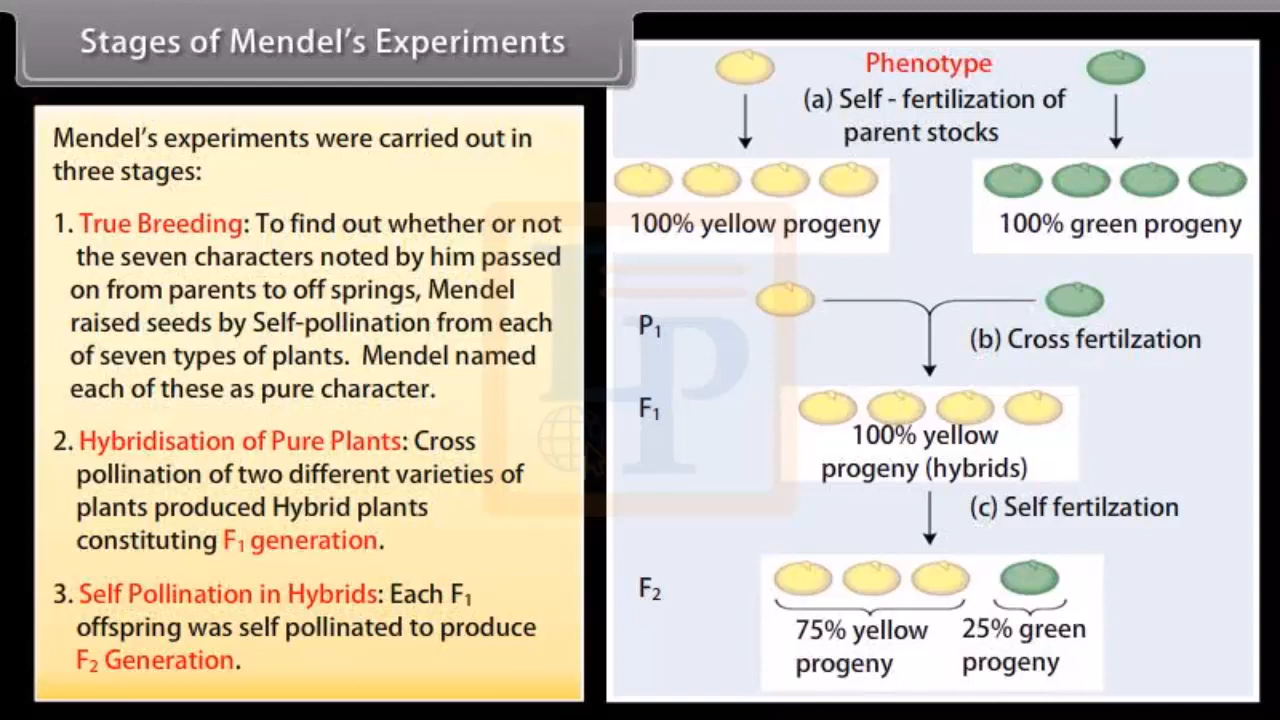 Stages of Mendel's Experiments
Mendel's experiments were carried out in
three stages:
1. True Breeding: To find out whether or not
the seven characters noted by him passed
on from parents to off springs, Mendel
raised seeds by Self-pollination from each
of seven types of plants. Mendel named
each of these as pure character.
2. Hybridisation of Pure Plants: Cross
pollination of two different varieties of
plants produced Hybrid plants
constituting F₁ generation.
3. Self Pollination in Hybrids: Each F₁
offspring was self pollinated to produce
F₂ Generation.
Phenotype
(a) Self - fertilization of
parent stocks
100% yellow progeny
100% green progeny
P₁
(b) Cross fertilzation
F₁
100% yellow
progeny (hybrids)
(c) Self fertilzation
F₂
75% yellow
progeny
25% green
progeny